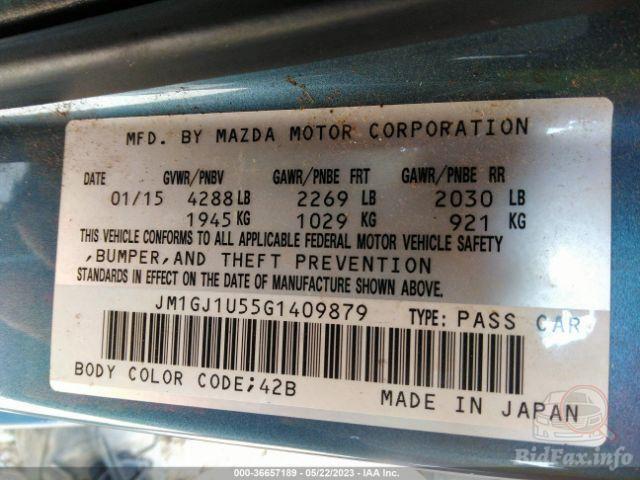 MFD. BY MAZDA MOTOR CORPORATION
DATE GVWR/PNBV GAWR/PNBE FRT GAWR/PNBE RR
01/15 4288 LB 2269 LB 2030 LB
1945 KG 1029 KG 921 KG
THIS VEHICLE CONFORMS TO ALL APPLICABLE FEDERAL MOTOR VEHICLE SAFETY
,BUMPER,AND THEFT PREVENTION
STANDARDS IN EFFECT ON THE DATE OF MANUFACTURE SHOWN ABOVE.
JM1GJ1U55G1409879 TYPE: PASS CAR
BODY COLOR CODE;42B
MADE IN JAPAN
000-36657189 - 05/22/2023 - IAA Inc.
BidFax.info